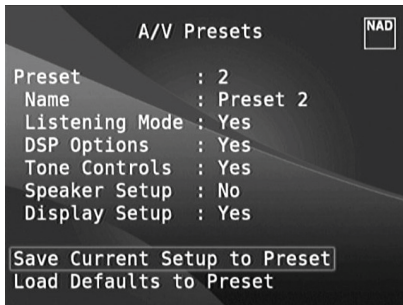 A/V Presets
NAD
Preset : 2
Name : Preset 2
Listening Mode : Yes
DSP Options : Yes
Tone Controls : Yes
Speaker Setup : No
Display Setup : Yes
Save Current Setup to Preset
Load Defaults to Preset